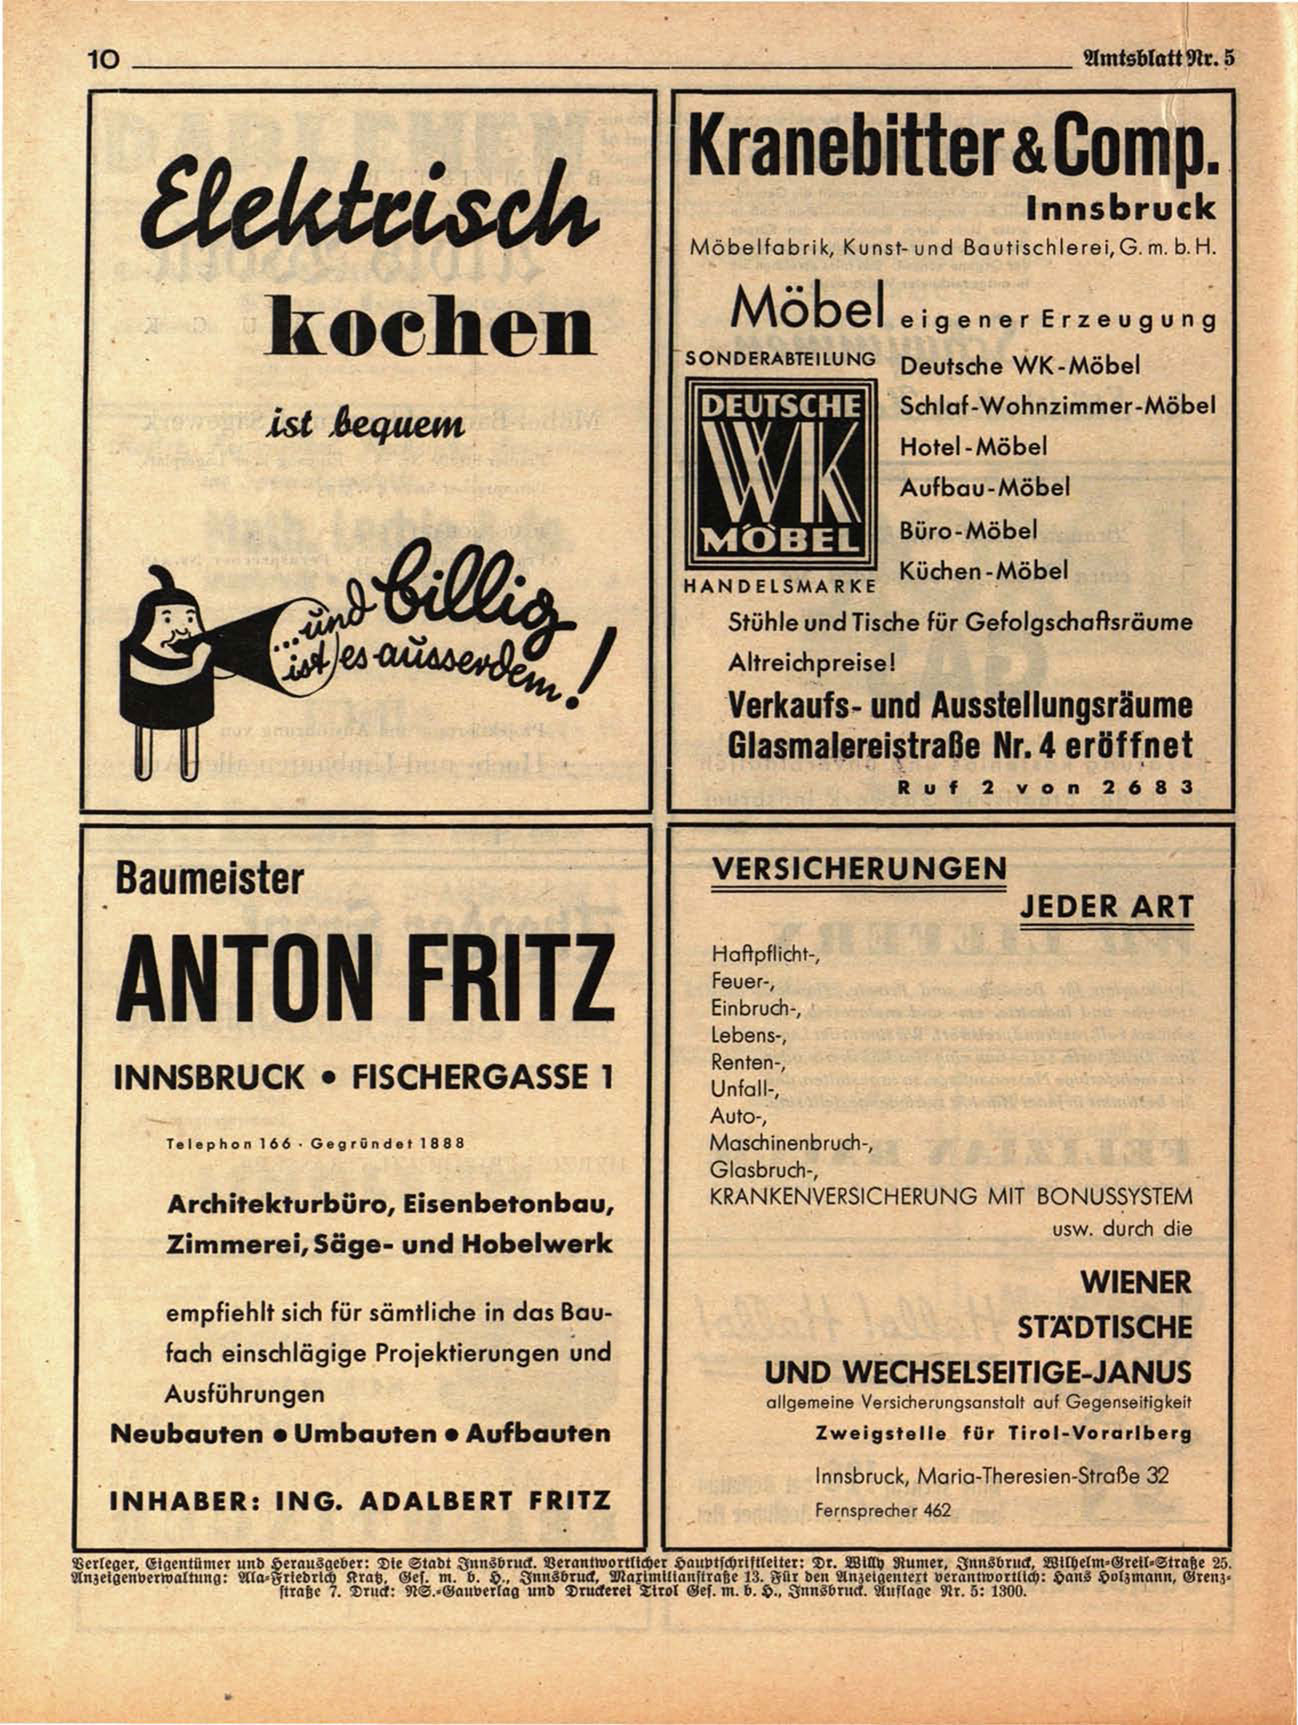 10
Amtsblatt Nr. 5
Elektrisch
kochen
ist bequem
...und billig
ist es ausserdem!
Kranebitter & Comp.
Innsbruck
Möbelfabrik, Kunst- und Bautischlerei, G. m. b. H.
Möbel eigener Erzeugung
SONDERABTEILUNG
DEUTSCHE
WK
MÖBEL
HANDELSMARKE
Deutsche WK-Möbel
Schlaf-Wohnzimmer-Möbel
Hotel-Möbel
Aufbau-Möbel
Büro-Möbel
Küchen-Möbel
Stühle und Tische für Gefolgschaftsräume
Altreichpreise!
Verkaufs- und Ausstellungsräume
Glasmalereistraße Nr. 4 eröffnet
Ruf 2 von 2683
Baumeister
ANTON FRITZ
INNSBRUCK • FISCHERGASSE 1
Telephon 166 · Gegründet 1888
Architekturbüro, Eisenbetonbau,
Zimmerei, Säge- und Hobelwerk
empfiehlt sich für sämtliche in das Bau-
fach einschlägige Projektierungen und
Ausführungen
Neubauten • Umbauten • Aufbauten
INHABER: ING. ADALBERT FRITZ
VERSICHERUNGEN
JEDER ART
Haftpflicht-,
Feuer-,
Einbruch-,
Lebens-,
Renten-,
Unfall-,
Auto-,
Maschinenbruch-,
Glasbruch-,
KRANKENVERSICHERUNG MIT BONUSSYSTEM
usw. durch die
WIENER
STÄDTISCHE
UND WECHSELSEITIGE-JANUS
allgemeine Versicherungsanstalt auf Gegenseitigkeit
Zweigstelle für Tirol-Vorarlberg
Innsbruck, Maria-Theresien-Straße 32
Fernsprecher 462
Verleger, Eigentümer und Herausgeber: Die Stadt Innsbruck. Verantwortlicher Hauptschriftleiter: Dr. Willy Rumer, Innsbruck, Wilhelm-Greil-Straße 25.
Anzeigenverwaltung: Ala-Friedrich Kratz, Ges. m. b. H., Innsbruck, Maximilianstraße 13. Für den Anzeigentext verantwortlich: Hans Holzmann, Grenz-
straße 7. Druck: NS.-Gauverlag und Druckerei Tirol Ges. m. b. H., Innsbruck. Auflage Nr. 5: 1300.